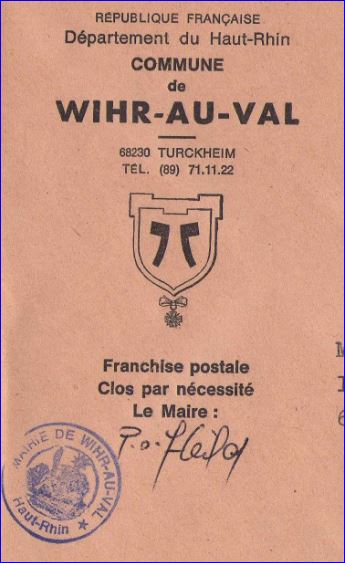 RÉPUBLIQUE FRANÇAISE
Département du Haut-Rhin
COMMUNE
de
WIHR-AU-VAL
68230 TURCKHEIM
TÉL. (89) 71.11.22
Franchise postale
Clos par nécessité
Le Maire :
P.o.
MAIRIE DE WIHR-AU-VAL
Haut-Rhin